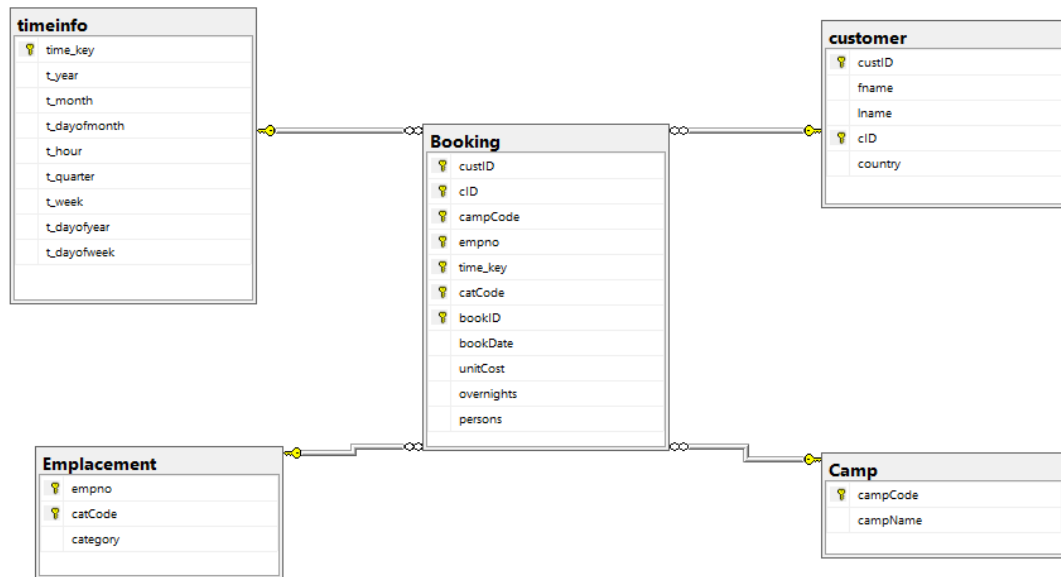 timeinfo
time_key
t_year
t_month
t_dayofmonth
t_hour
t_quarter
t_week
t_dayofyear
t_dayofweek
customer
custID
fname
lname
cID
country
Booking
custID
cID
campCode
empno
time_key
catCode
bookID
bookDate
unitCost
overnights
persons
Emplacement
empno
catCode
category
Camp
campCode
campName